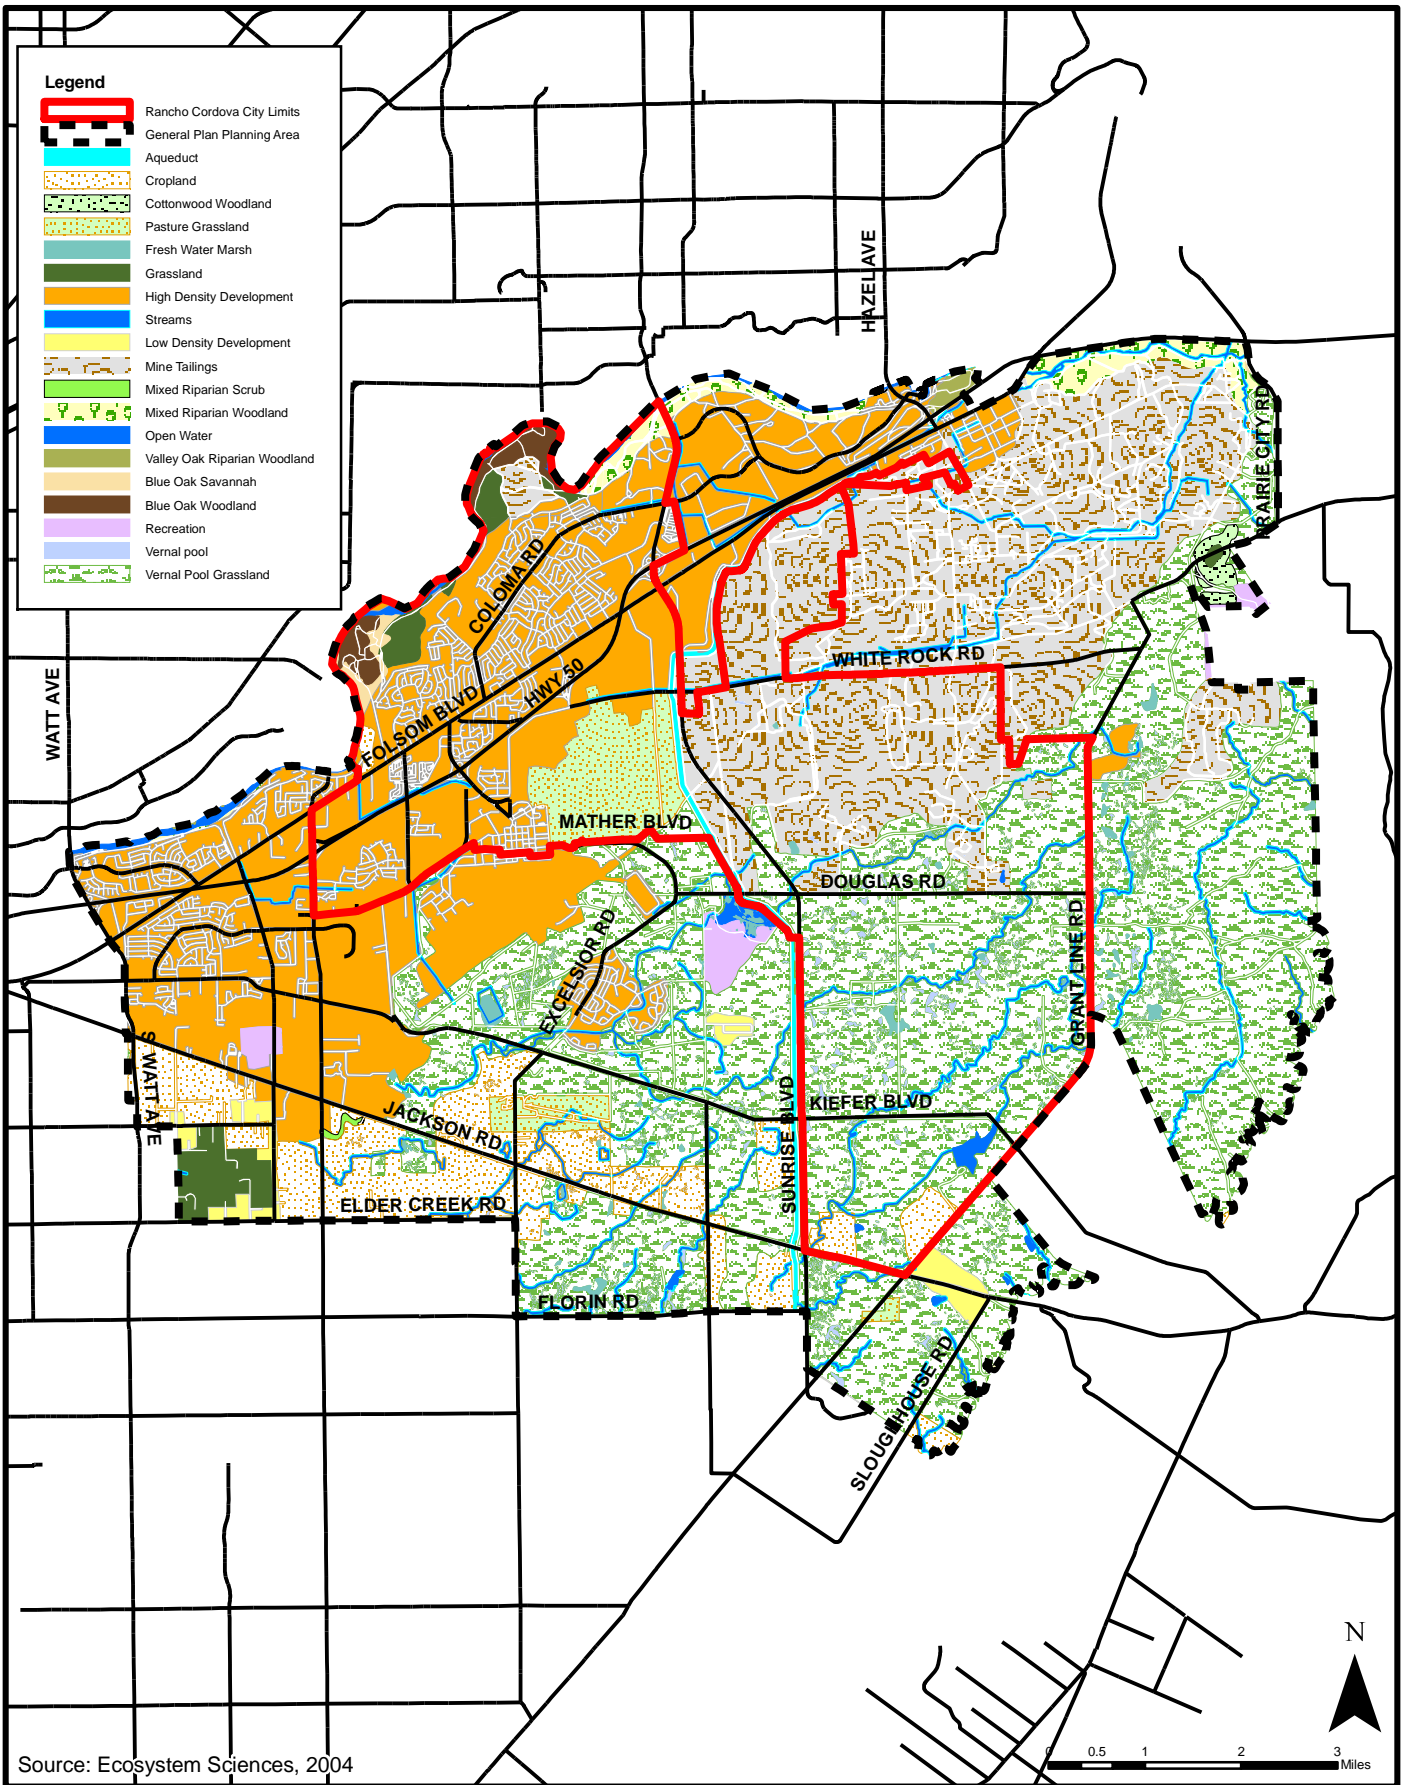 Legend
Rancho Cordova City Limits
General Plan Planning Area
Aqueduct
Cropland
Cottonwood Woodland
Pasture Grassland
Fresh Water Marsh
Grassland
High Density Development
Streams
Low Density Development
Mine Tailings
Mixed Riparian Scrub
Mixed Riparian Woodland
Open Water
Valley Oak Riparian Woodland
Blue Oak Savannah
Blue Oak Woodland
Recreation
Vernal pool
Vernal Pool Grassland
HAZEL AVE
PRAIRIE CITY RD
COLOMA RD
WHITE ROCK RD
HWY 50
WATT AVE
FOLSOM BLVD
MATHER BLVD
DOUGLAS RD
EXCELSIOR RD
GRANT LINE RD
S WATT AVE
JACKSON RD
KIEFER BLVD
SUNRISE BLVD
ELDER CREEK RD
FLORIN RD
SLOUGHHOUSE RD
N
0 0.5 1 2 3
Miles
Source: Ecosystem Sciences, 2004